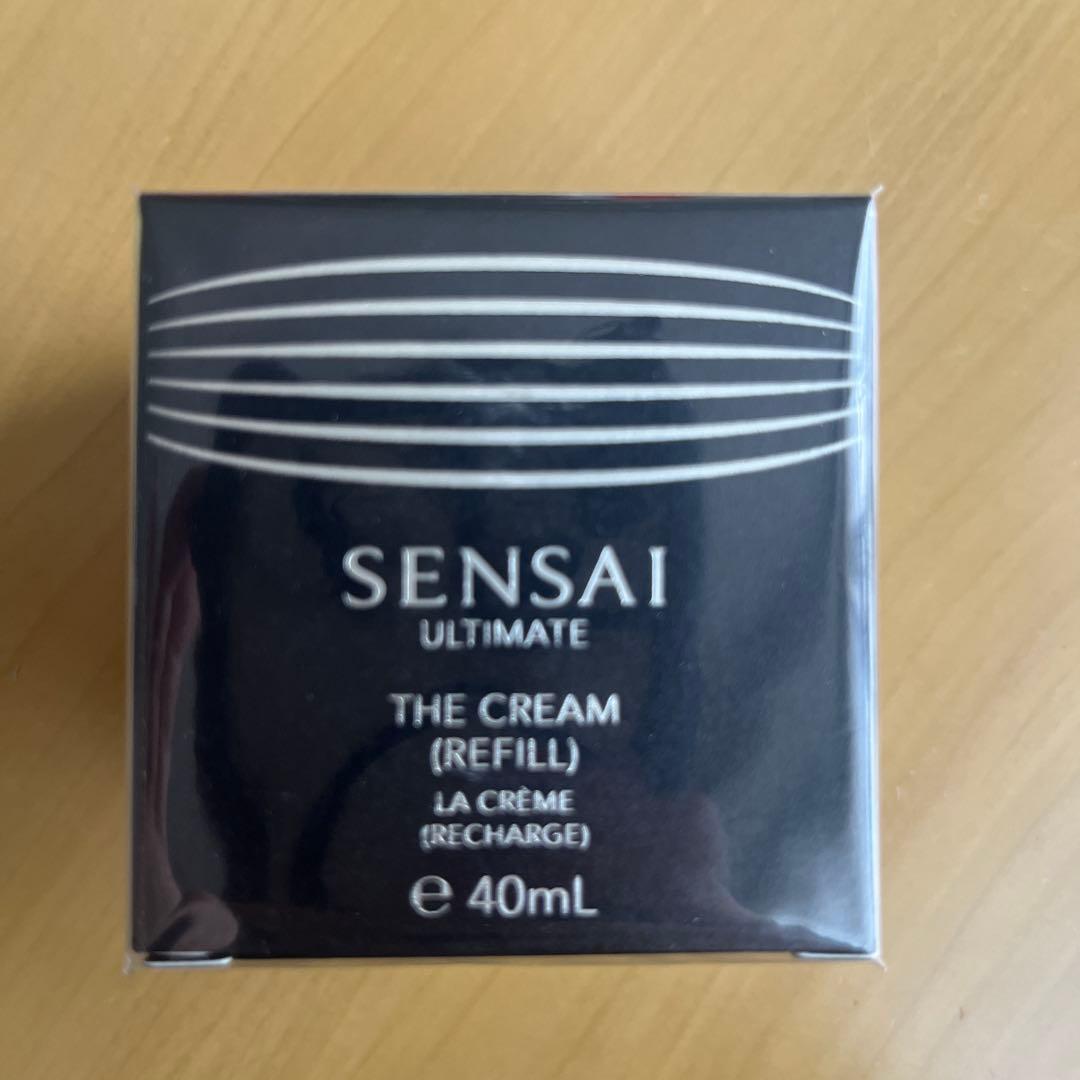 SENSAI
ULTIMATE
THE CREAM
(REFILL)
LA CRÈME
(RECHARGE)
℮ 40mL